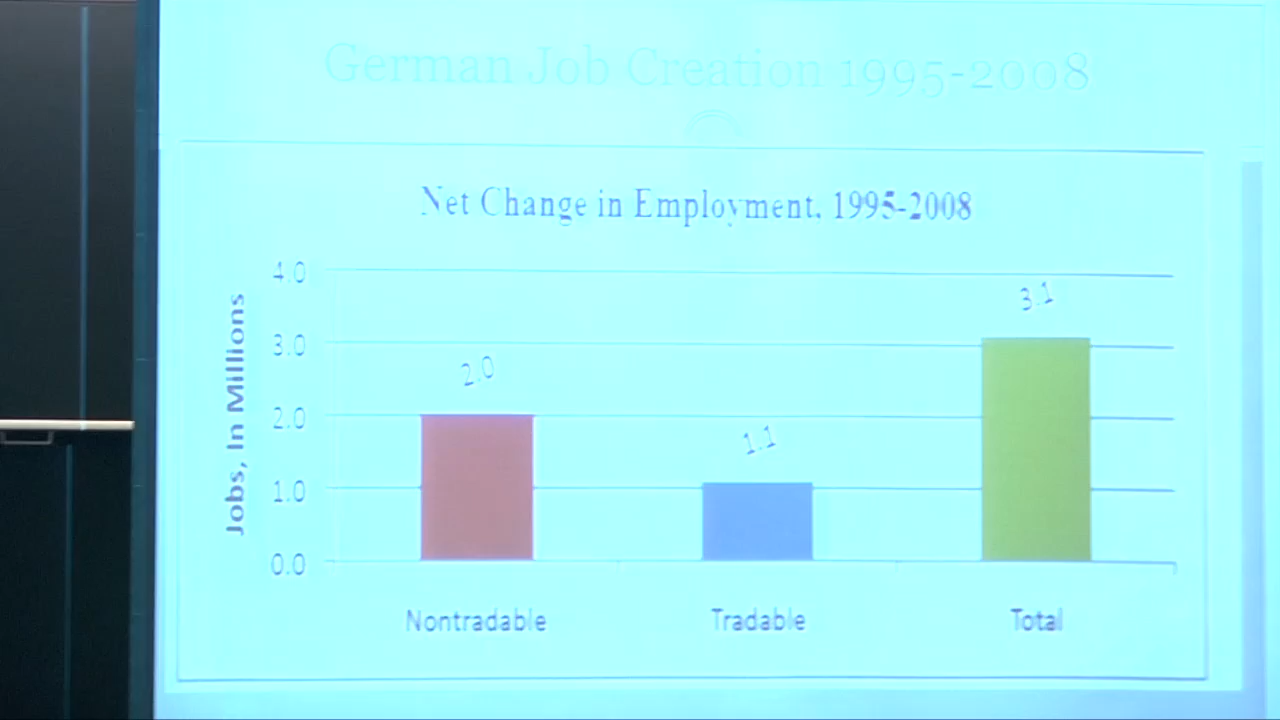 German Job Creation 1995-2008
Net Change in Employment, 1995-2008
Jobs, In Millions
4.0
3.0
2.0
1.0
0.0
2.0
1.1
3.1
Nontradable
Tradable
Total